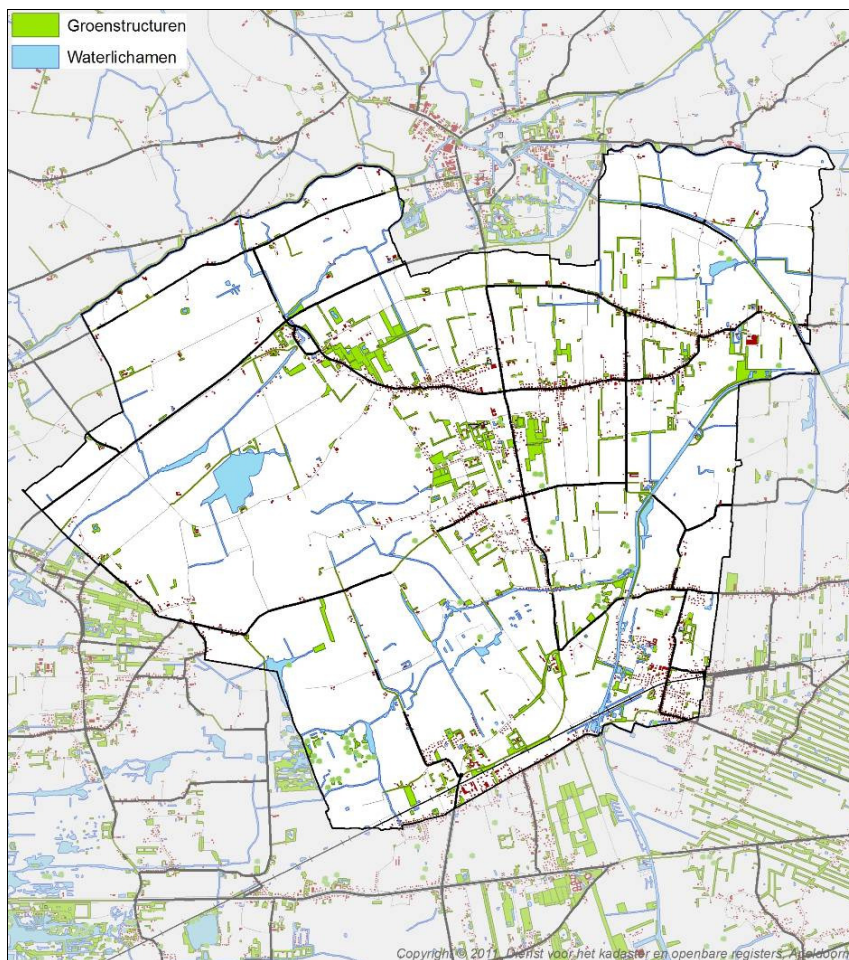 Groenstructuren
Waterlichamen
Copyright © 2011, Dienst voor het kadaster en openbare registers, Apeldoorn